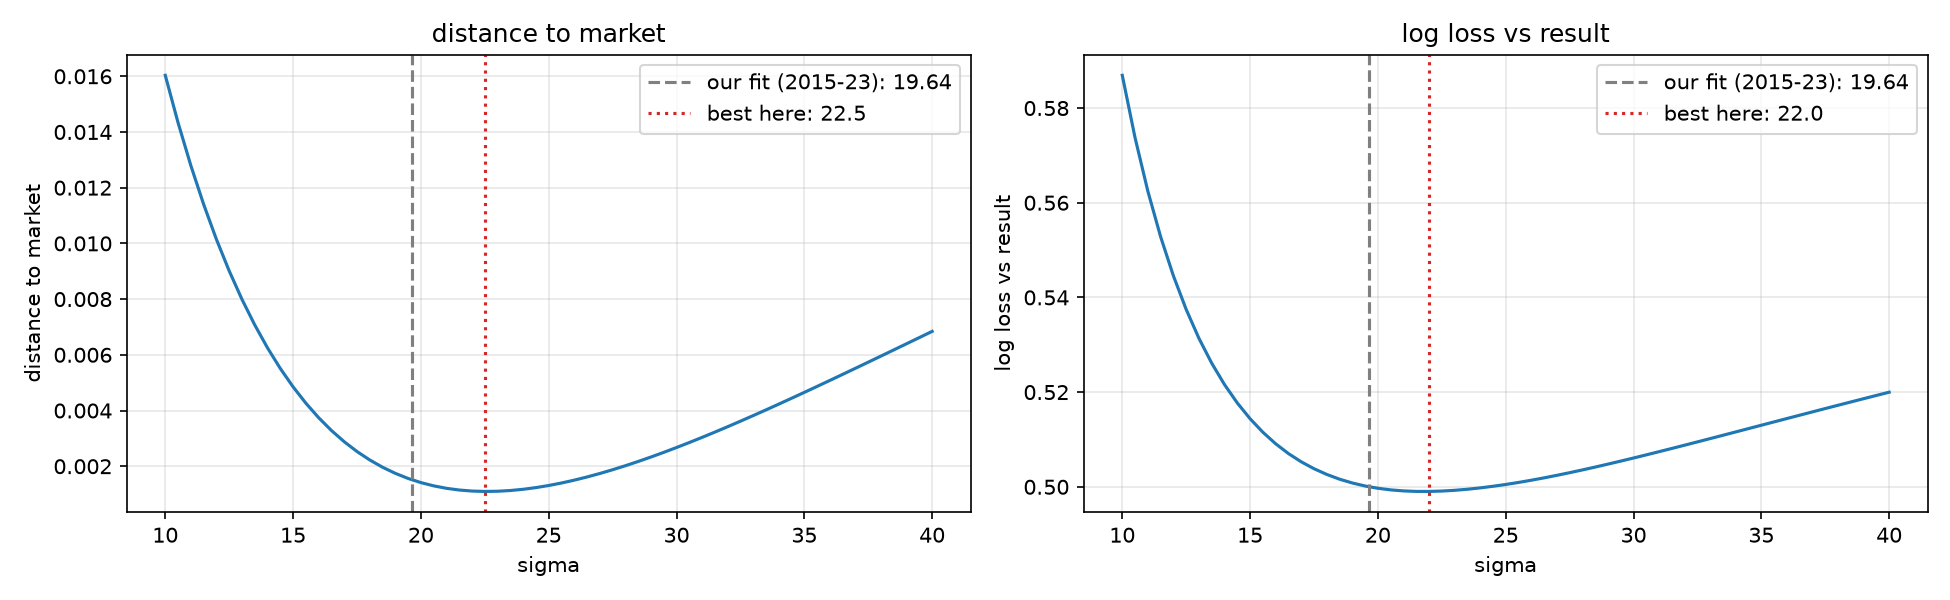 distance to market
distance to market
0.016
0.014
0.012
0.010
0.008
0.006
0.004
0.002
our fit (2015-23): 19.64
best here: 22.5
10 15 20 25 30 35 40
sigma
log loss vs result
log loss vs result
0.58
0.56
0.54
0.52
0.50
our fit (2015-23): 19.64
best here: 22.0
10 15 20 25 30 35 40
sigma